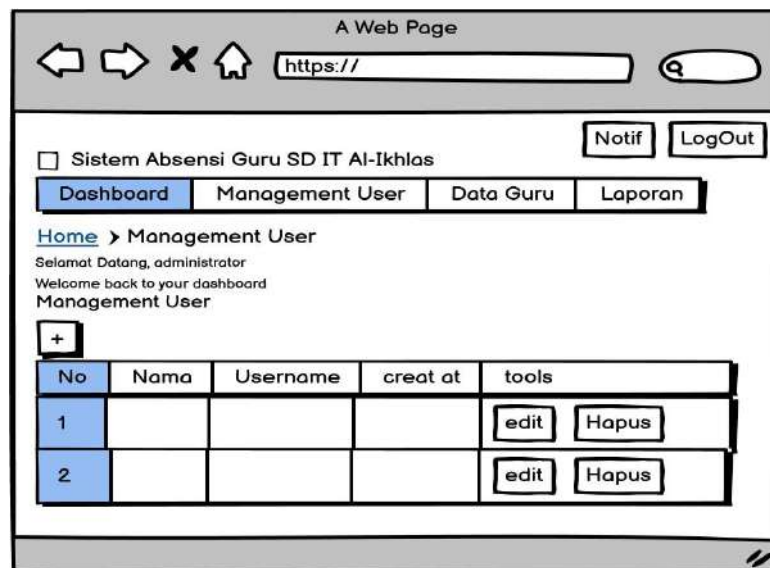 A Web Page
https://
Notif LogOut
Sistem Absensi Guru SD IT Al-Ikhlas
Dashboard Management User Data Guru Laporan
Home > Management User
Selamat Datang, administrator
Welcome back to your dashboard
Management User
+
No Nama Username creat at tools
1 edit Hapus
2 edit Hapus